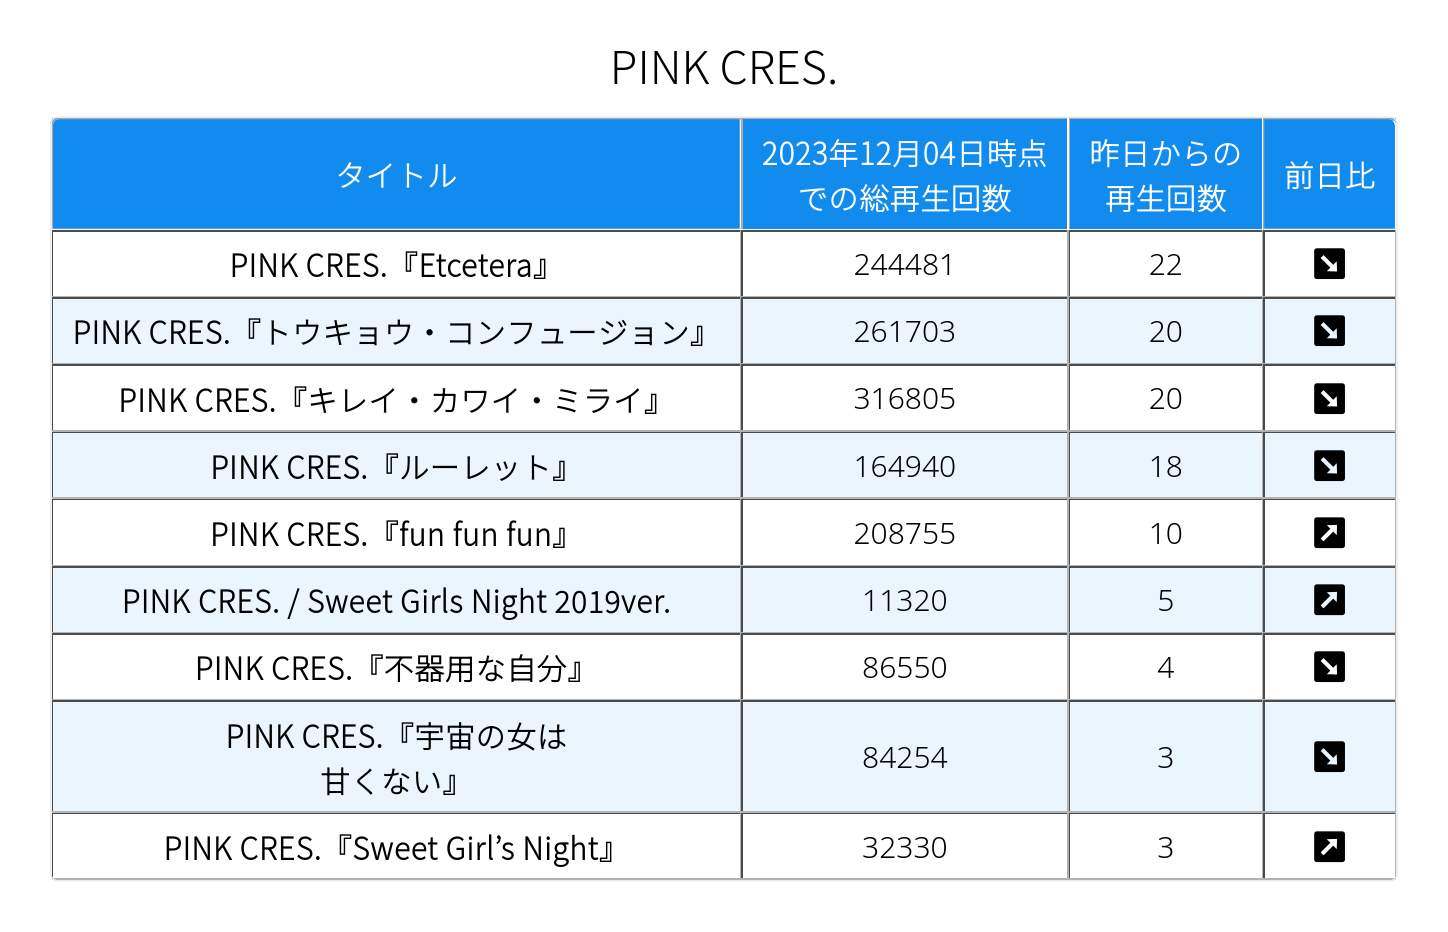 PINK CRES.
タイトル
2023年12月04日時点
での総再生回数
昨日からの
再生回数
前日比
PINK CRES.『Etcetera』 244481 22
PINK CRES.『トウキョウ・コンフュージョン』 261703 20
PINK CRES.『キレイ・カワイ・ミライ』 316805 20
PINK CRES.『ルーレット』 164940 18
PINK CRES.『fun fun fun』 208755 10
PINK CRES. / Sweet Girls Night 2019ver. 11320 5
PINK CRES.『不器用な自分』 86550 4
PINK CRES.『宇宙の女は
甘くない』 84254 3
PINK CRES.『Sweet Girl’s Night』 32330 3